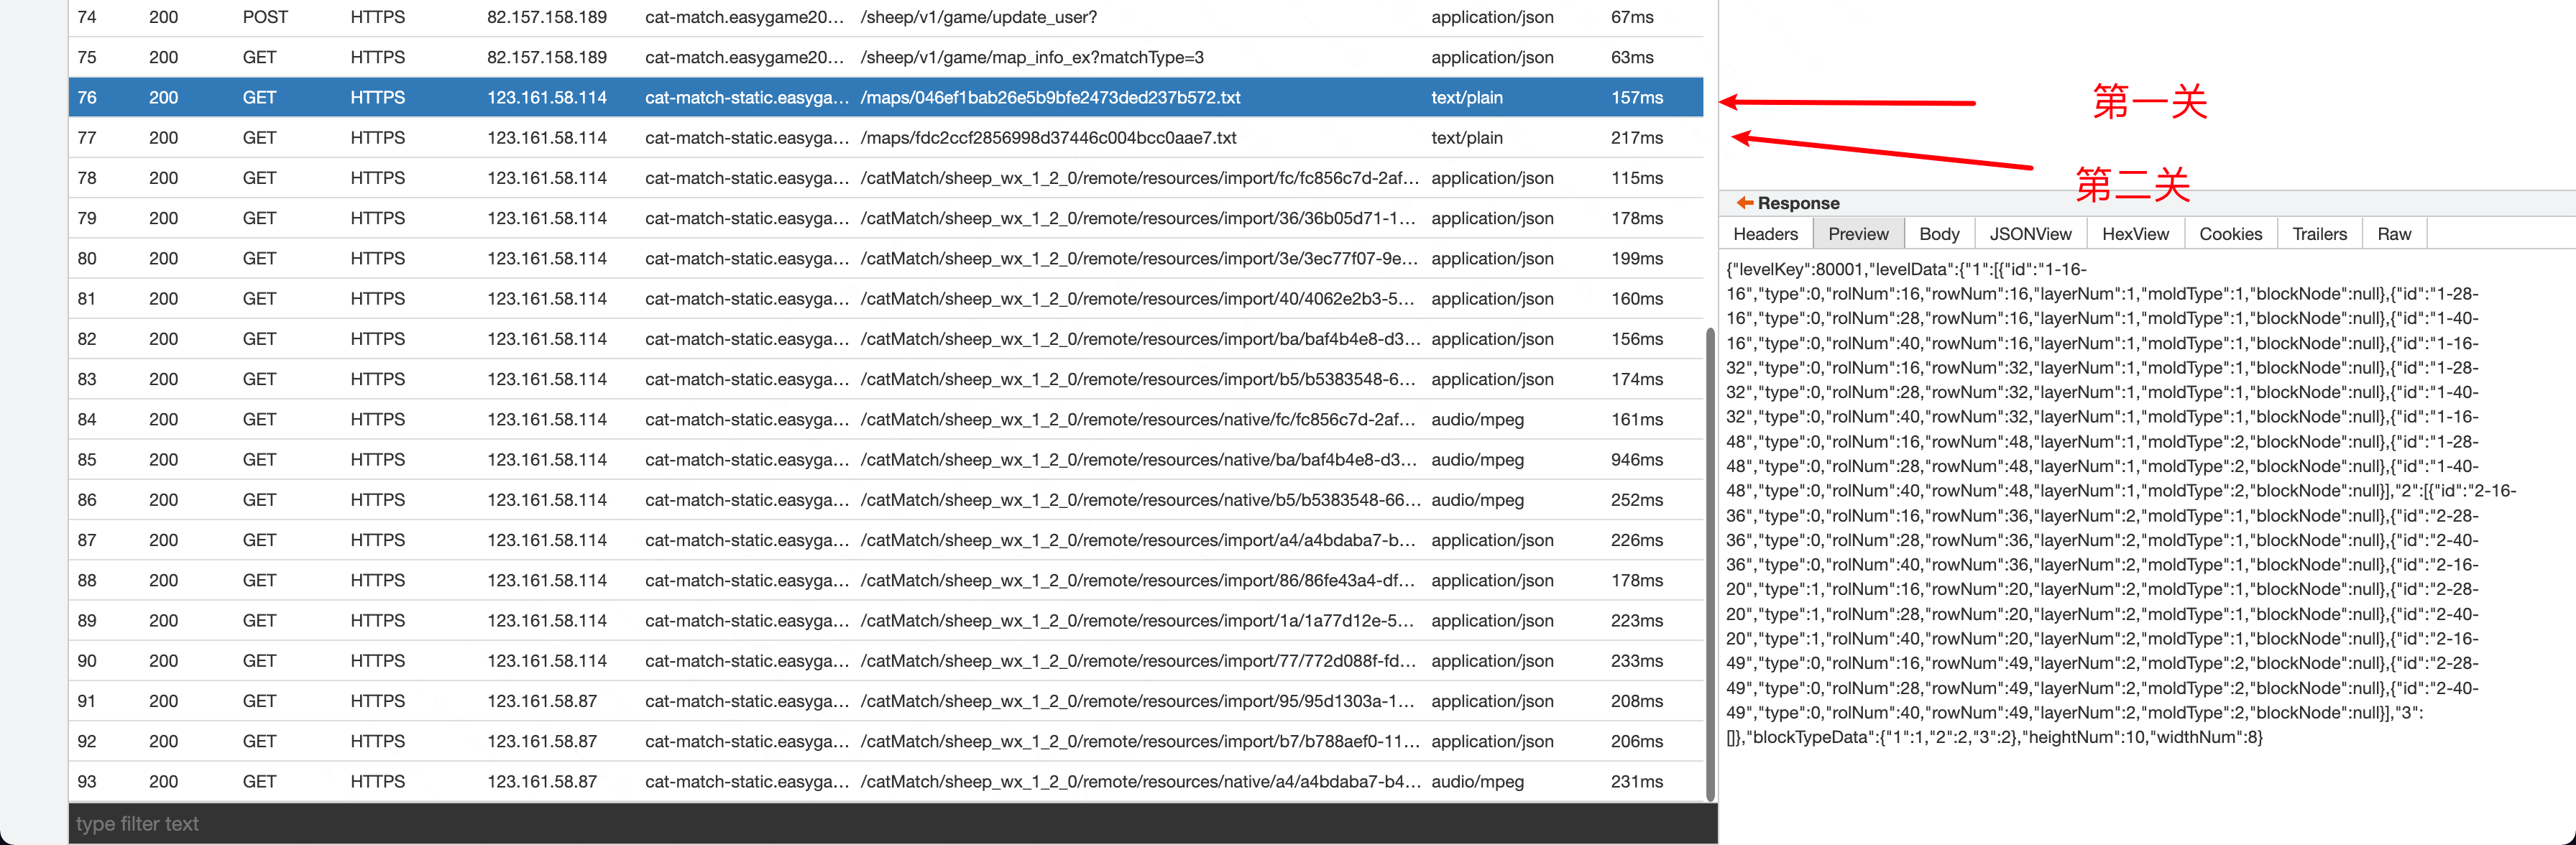 74 200 POST HTTPS 82.157.158.189 cat-match.easygame20... /sheep/v1/game/update_user? application/json 67ms
75 200 GET HTTPS 82.157.158.189 cat-match.easygame20... /sheep/v1/game/map_info_ex?matchType=3 application/json 63ms
76 200 GET HTTPS 123.161.58.114 cat-match-static.easyga... /maps/046ef1bab26e5b9bfe2473ded237b572.txt text/plain 157ms
77 200 GET HTTPS 123.161.58.114 cat-match-static.easyga... /maps/fdc2ccf2856998d37446c004bcc0aae7.txt text/plain 217ms
78 200 GET HTTPS 123.161.58.114 cat-match-static.easyga... /catMatch/sheep_wx_1_2_0/remote/resources/import/fc/fc856c7d-2af... application/json 115ms
79 200 GET HTTPS 123.161.58.114 cat-match-static.easyga... /catMatch/sheep_wx_1_2_0/remote/resources/import/36/36b05d71-1... application/json 178ms
80 200 GET HTTPS 123.161.58.114 cat-match-static.easyga... /catMatch/sheep_wx_1_2_0/remote/resources/import/3e/3ec77f07-9e... application/json 199ms
81 200 GET HTTPS 123.161.58.114 cat-match-static.easyga... /catMatch/sheep_wx_1_2_0/remote/resources/import/40/4062e2b3-5... application/json 160ms
82 200 GET HTTPS 123.161.58.114 cat-match-static.easyga... /catMatch/sheep_wx_1_2_0/remote/resources/import/ba/baf4b4e8-d3... application/json 156ms
83 200 GET HTTPS 123.161.58.114 cat-match-static.easyga... /catMatch/sheep_wx_1_2_0/remote/resources/import/b5/b5383548-6... application/json 174ms
84 200 GET HTTPS 123.161.58.114 cat-match-static.easyga... /catMatch/sheep_wx_1_2_0/remote/resources/native/fc/fc856c7d-2af... audio/mpeg 161ms
85 200 GET HTTPS 123.161.58.114 cat-match-static.easyga... /catMatch/sheep_wx_1_2_0/remote/resources/native/ba/baf4b4e8-d3... audio/mpeg 946ms
86 200 GET HTTPS 123.161.58.114 cat-match-static.easyga... /catMatch/sheep_wx_1_2_0/remote/resources/native/b5/b5383548-66... audio/mpeg 252ms
87 200 GET HTTPS 123.161.58.114 cat-match-static.easyga... /catMatch/sheep_wx_1_2_0/remote/resources/import/a4/a4bdaba7-b... application/json 226ms
88 200 GET HTTPS 123.161.58.114 cat-match-static.easyga... /catMatch/sheep_wx_1_2_0/remote/resources/import/86/86fe43a4-df... application/json 178ms
89 200 GET HTTPS 123.161.58.114 cat-match-static.easyga... /catMatch/sheep_wx_1_2_0/remote/resources/import/1a/1a77d12e-5... application/json 223ms
90 200 GET HTTPS 123.161.58.114 cat-match-static.easyga... /catMatch/sheep_wx_1_2_0/remote/resources/import/77/772d088f-fd... application/json 233ms
91 200 GET HTTPS 123.161.58.87 cat-match-static.easyga... /catMatch/sheep_wx_1_2_0/remote/resources/import/95/95d1303a-1... application/json 208ms
92 200 GET HTTPS 123.161.58.87 cat-match-static.easyga... /catMatch/sheep_wx_1_2_0/remote/resources/import/b7/b788aef0-11... application/json 206ms
93 200 GET HTTPS 123.161.58.87 cat-match-static.easyga... /catMatch/sheep_wx_1_2_0/remote/resources/native/a4/a4bdaba7-b4... audio/mpeg 231ms
type filter text
第一关
第二关
Response
Headers Preview Body JSONView HexView Cookies Trailers Raw
{"levelKey":80001,"levelData":{"1":[{"id":"1-16-
16","type":0,"rolNum":16,"rowNum":16,"layerNum":1,"moldType":1,"blockNode":null},{"id":"1-28-
16","type":0,"rolNum":28,"rowNum":16,"layerNum":1,"moldType":1,"blockNode":null},{"id":"1-40-
16","type":0,"rolNum":40,"rowNum":16,"layerNum":1,"moldType":1,"blockNode":null},{"id":"1-16-
32","type":0,"rolNum":16,"rowNum":32,"layerNum":1,"moldType":1,"blockNode":null},{"id":"1-28-
32","type":0,"rolNum":28,"rowNum":32,"layerNum":1,"moldType":1,"blockNode":null},{"id":"1-40-
32","type":0,"rolNum":40,"rowNum":32,"layerNum":1,"moldType":1,"blockNode":null},{"id":"1-16-
48","type":0,"rolNum":16,"rowNum":48,"layerNum":1,"moldType":2,"blockNode":null},{"id":"1-28-
48","type":0,"rolNum":28,"rowNum":48,"layerNum":1,"moldType":2,"blockNode":null},{"id":"1-40-
48","type":0,"rolNum":40,"rowNum":48,"layerNum":1,"moldType":2,"blockNode":null}],"2":[{"id":"2-16-
36","type":0,"rolNum":16,"rowNum":36,"layerNum":2,"moldType":1,"blockNode":null},{"id":"2-28-
36","type":0,"rolNum":28,"rowNum":36,"layerNum":2,"moldType":1,"blockNode":null},{"id":"2-40-
36","type":0,"rolNum":40,"rowNum":36,"layerNum":2,"moldType":1,"blockNode":null},{"id":"2-16-
20","type":1,"rolNum":16,"rowNum":20,"layerNum":2,"moldType":1,"blockNode":null},{"id":"2-28-
20","type":1,"rolNum":28,"rowNum":20,"layerNum":2,"moldType":1,"blockNode":null},{"id":"2-40-
20","type":1,"rolNum":40,"rowNum":20,"layerNum":2,"moldType":1,"blockNode":null},{"id":"2-16-
49","type":0,"rolNum":16,"rowNum":49,"layerNum":2,"moldType":2,"blockNode":null},{"id":"2-28-
49","type":0,"rolNum":28,"rowNum":49,"layerNum":2,"moldType":2,"blockNode":null},{"id":"2-40-
49","type":0,"rolNum":40,"rowNum":49,"layerNum":2,"moldType":2,"blockNode":null}],"3":
[]},"blockTypeData":{"1":1,"2":2,"3":2},"heightNum":10,"widthNum":8}